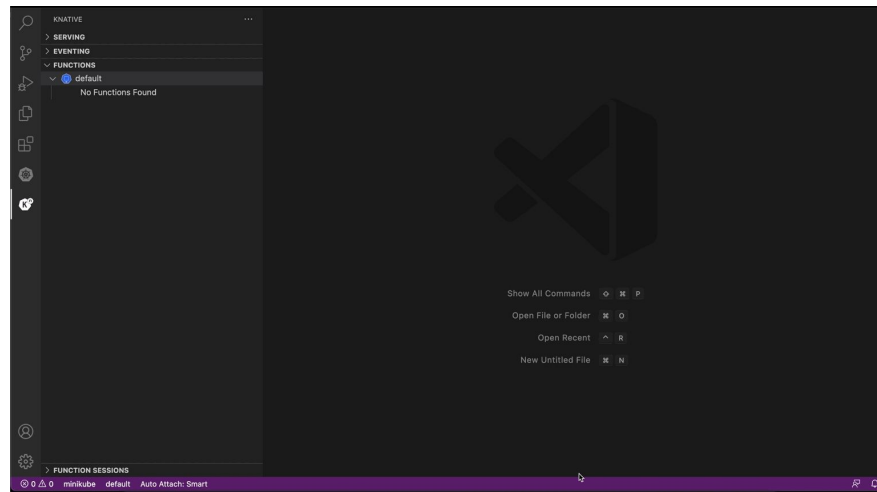 KNATIVE ...
SERVING
EVENTING
FUNCTIONS
default
No Functions Found
K
Show All Commands ⇧ ⌘ P
Open File or Folder ⌘ O
Open Recent ^ R
New Untitled File ⌘ N
FUNCTION SESSIONS
0 0 minikube default Auto Attach: Smart